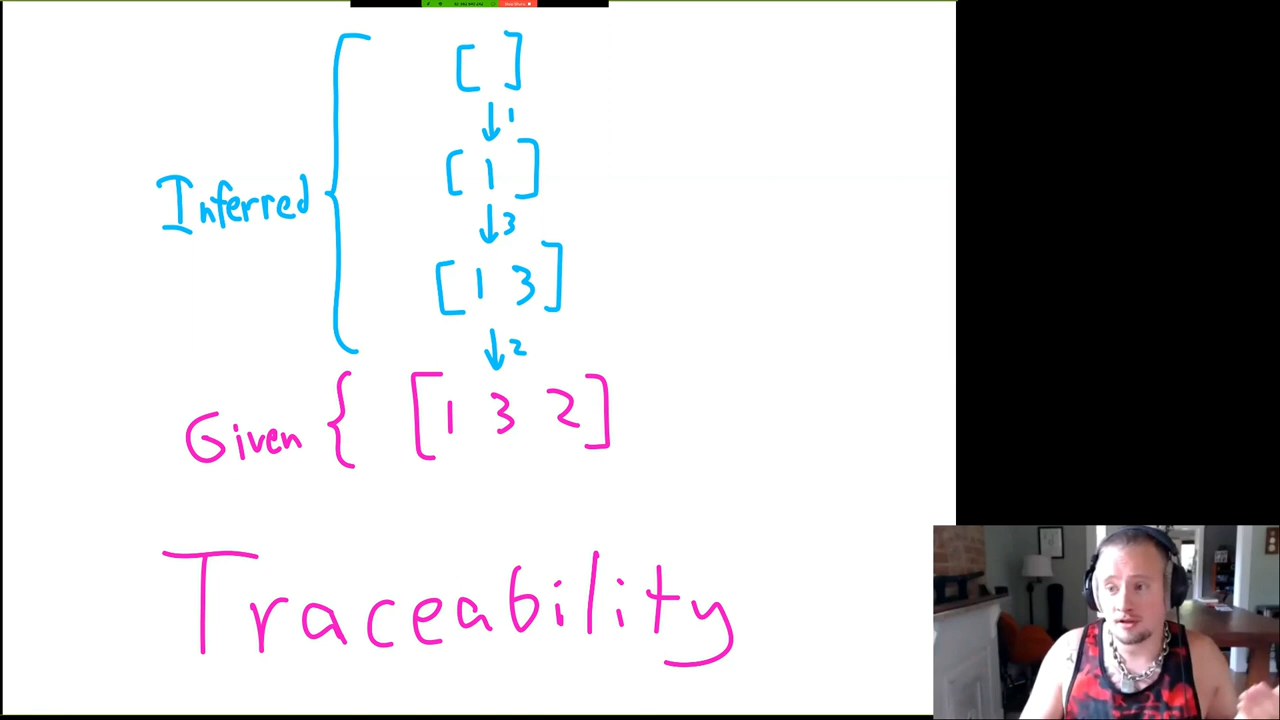 [ ]
↓ 1
[ 1 ]
↓ 3
Inferred {
[ 1 3 ]
↓ 2
Given { [ 1 3 2 ]
Traceability